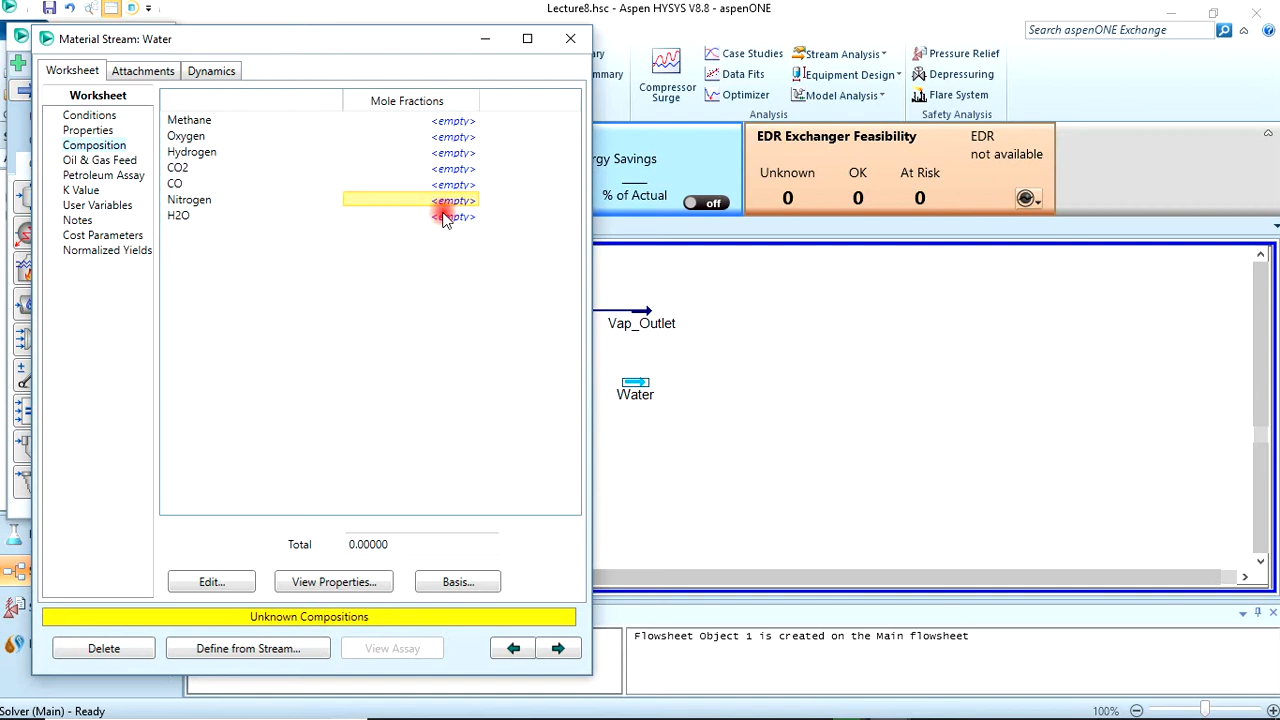 Lecture8.hsc - Aspen HYSYS V8.8 - aspenONE
Search aspenONE Exchange
Material Stream: Water
Worksheet Attachments Dynamics
Worksheet
Conditions
Properties
Composition
Oil & Gas Feed
Petroleum Assay
K Value
User Variables
Notes
Cost Parameters
Normalized Yields
Mole Fractions
Methane <empty>
Oxygen <empty>
Hydrogen <empty>
CO2 <empty>
CO <empty>
Nitrogen <empty>
H2O <empty>
Total 0.00000
Edit... View Properties... Basis...
Unknown Compositions
Delete Define from Stream... View Assay
Compressor
Surge
Case Studies
Data Fits
Optimizer
Stream Analysis
Equipment Design
Model Analysis
Analysis
Pressure Relief
Depressuring
Flare System
Safety Analysis
% of Actual
off
EDR Exchanger Feasibility
EDR
not available
Unknown OK At Risk
0 0 0
Vap_Outlet
Water
Flowsheet Object 1 is created on the Main flowsheet
Solver (Main) - Ready
100%